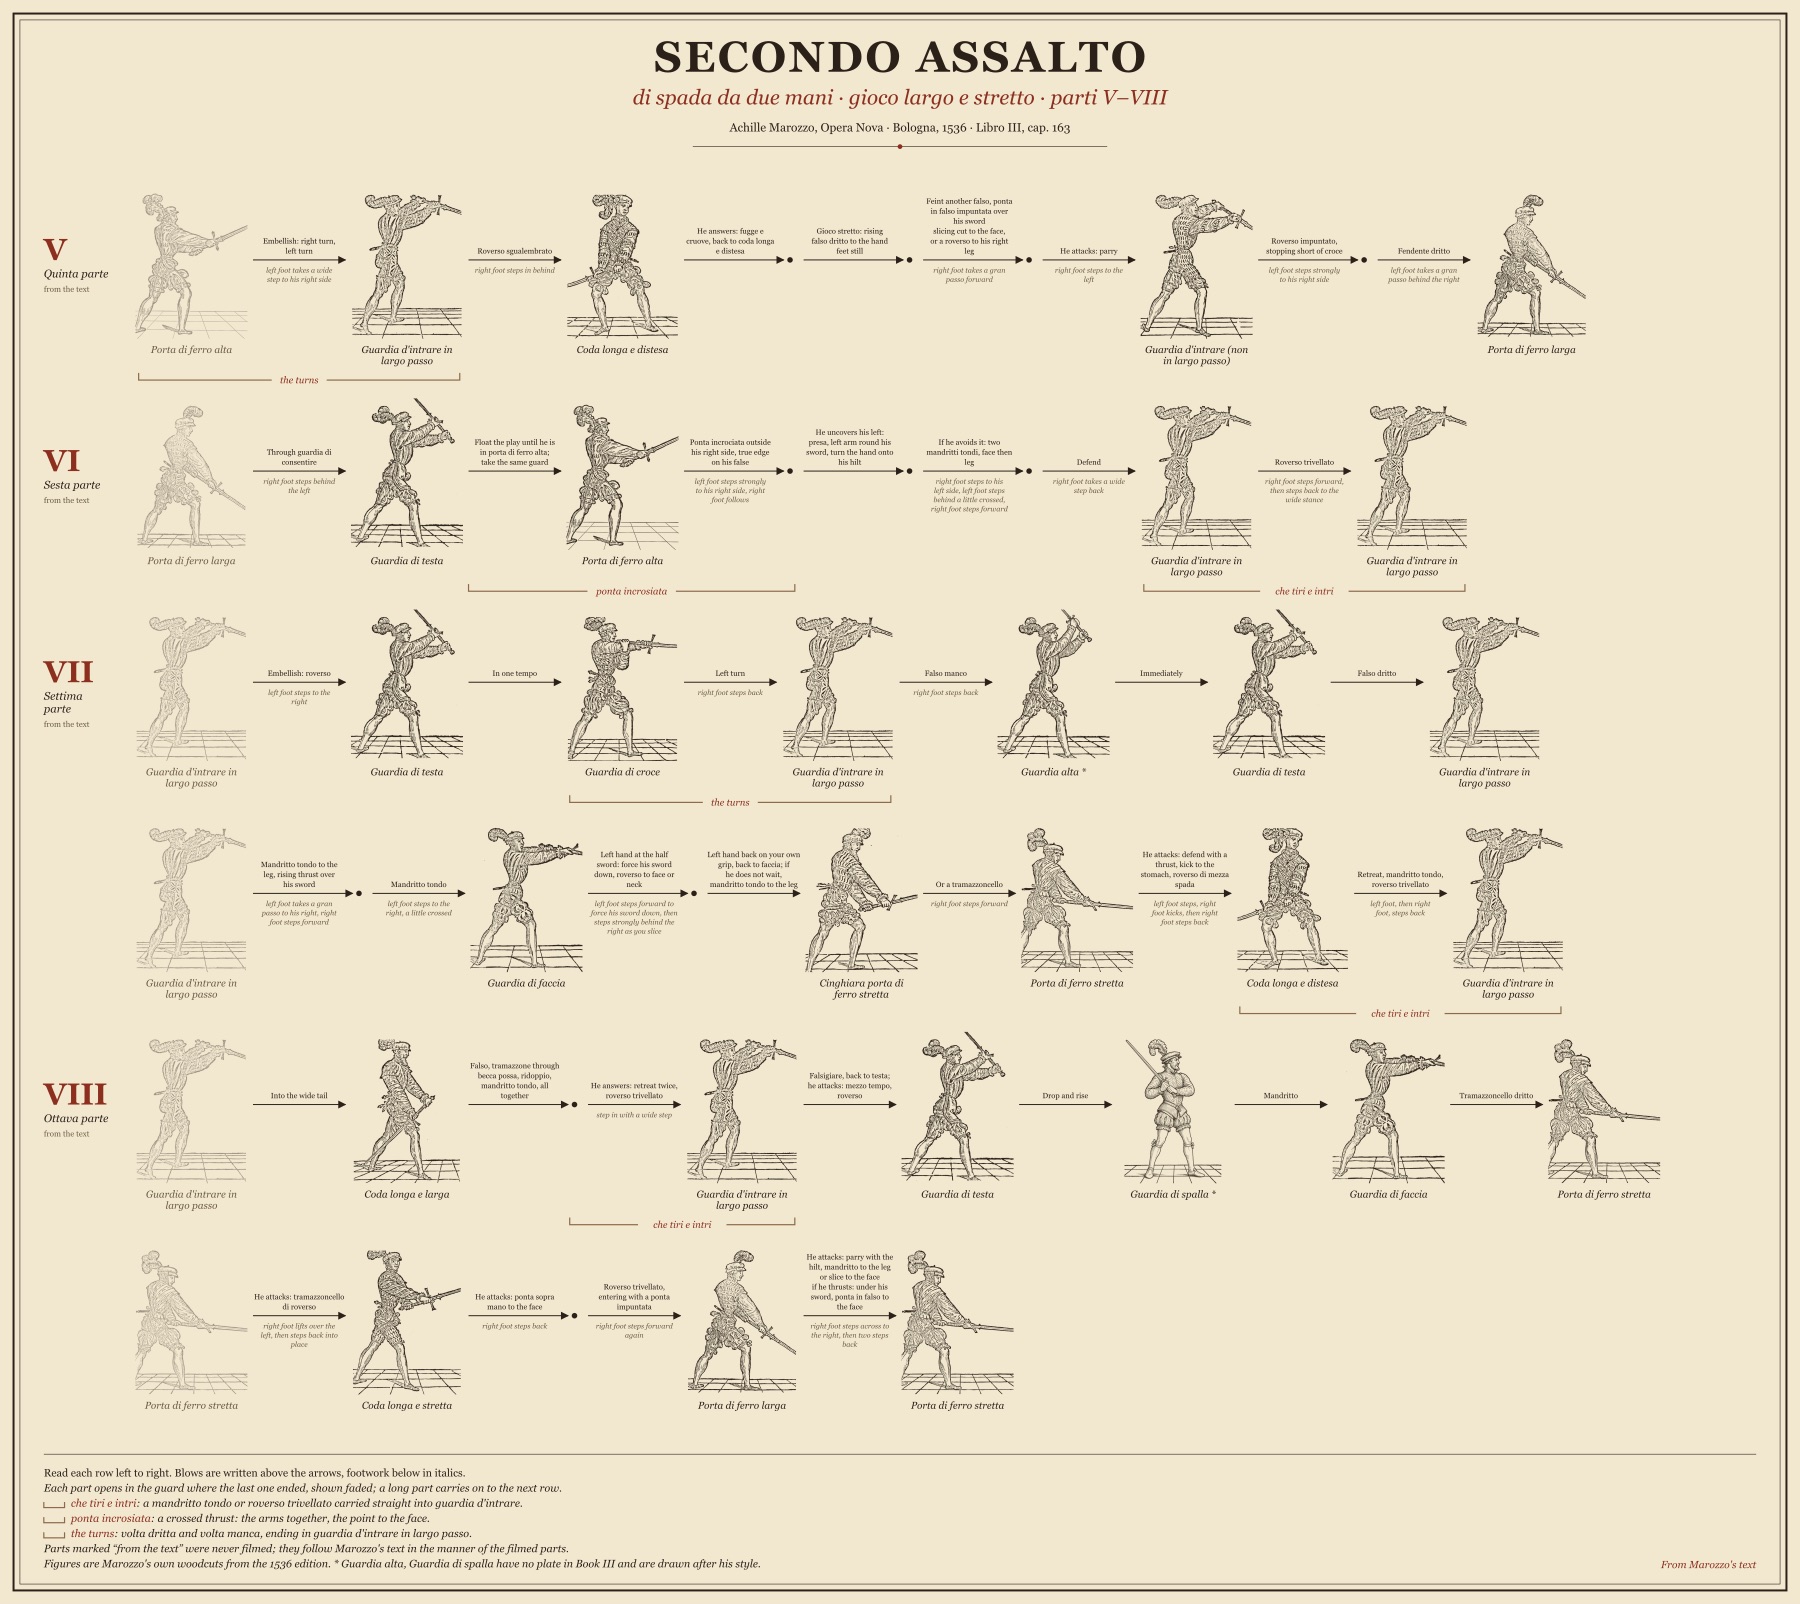 SECONDO ASSALTO
di spada da due mani · gioco largo e stretto · parti V–VIII
Achille Marozzo, Opera Nova · Bologna, 1536 · Libro III, cap. 163
V
Quinta parte
from the text
Porta di ferro alta
Embellish: right turn,
left turn
left foot takes a wide
step to his right side
Guardia d'intrare in
largo passo
Roverso sgualembrato
right foot steps in behind
Coda longa e distesa
He answers: fugge e
cruove, back to coda longa
e distesa
Gioco stretto: rising
falso dritto to the hand
feet still
Feint another falso, ponta
in falso impuntata over
his sword
slicing cut to the face,
or a roverso to his right
leg
right foot takes a gran
passo forward
He attacks: parry
right foot steps to the
left
Guardia d'intrare (non
in largo passo)
Roverso impuntato,
stopping short of croce
left foot steps strongly
to his right side
Fendente dritto
left foot takes a gran
passo behind the right
Porta di ferro larga
the turns
VI
Sesta parte
from the text
Porta di ferro larga
Through guardia di
consentire
right foot steps behind
the left
Guardia di testa
Float the play until he is
in porta di ferro alta;
take the same guard
Porta di ferro alta
Ponta incrociata outside
his right side, true edge
on his false
left foot steps strongly
to his right side, right
foot follows
He uncovers his left:
presa, left arm round his
sword, turn the hand onto
his hilt
If he avoids it: two
mandritti tondi, face then
leg
right foot steps to his
left side, left foot steps
behind a little crossed,
right foot steps forward
Defend
right foot takes a wide
step back
Guardia d'intrare in
largo passo
Roverso trivellato
right foot steps forward,
then steps back to the
wide stance
Guardia d'intrare in
largo passo
ponta incrosiata
che tiri e intri
VII
Settima
parte
from the text
Guardia d'intrare in
largo passo
Embellish: roverso
left foot steps to the
right
Guardia di testa
In one tempo
Guardia di croce
Left turn
right foot steps back
Guardia d'intrare in
largo passo
Falso manco
right foot steps back
Guardia alta *
Immediately
Guardia di testa
Falso dritto
Guardia d'intrare in
largo passo
the turns
Guardia d'intrare in
largo passo
Mandritto tondo to the
leg, rising thrust over
his sword
left foot takes a gran
passo to his right, right
foot steps forward
Mandritto tondo
left foot steps to the
right, a little crossed
Guardia di faccia
Left hand at the half
sword: force his sword
down, roverso to face or
neck
left foot steps forward to
force his sword down, then
steps strongly behind the
right as you slice
Left hand back on your own
grip, back to faccia; if
he does not wait,
mandritto tondo to the leg
Cinghiara porta di
ferro stretta
Or a tramazzoncello
right foot steps forward
Porta di ferro stretta
He attacks: defend with a
thrust, kick to the
stomach, roverso di mezza
spada
left foot steps, right
foot kicks, then right
foot steps back
Coda longa e distesa
Retreat, mandritto tondo,
roverso trivellato
left foot, then right
foot, steps back
Guardia d'intrare in
largo passo
che tiri e intri
VIII
Ottava parte
from the text
Guardia d'intrare in
largo passo
Into the wide tail
Coda longa e larga
Falso, tramazzone through
becca possa, ridoppio,
mandritto tondo, all
together
He answers: retreat twice,
roverso trivellato
step in with a wide step
Guardia d'intrare in
largo passo
Falsigiare, back to testa;
he attacks: mezzo tempo,
roverso
Guardia di testa
Drop and rise
Guardia di spalla *
Mandritto
Guardia di faccia
Tramazzoncello dritto
Porta di ferro stretta
che tiri e intri
Porta di ferro stretta
He attacks: tramazzoncello
di roverso
right foot lifts over the
left, then steps back into
place
Coda longa e stretta
He attacks: ponta sopra
mano to the face
right foot steps back
Roverso trivellato,
entering with a ponta
impuntata
right foot steps forward
again
Porta di ferro larga
He attacks: parry with the
hilt, mandritto to the leg
or slice to the face
if he thrusts: under his
sword, ponta in falso to
the face
right foot steps across to
the right, then two steps
back
Porta di ferro stretta
Read each row left to right. Blows are written above the arrows, footwork below in italics.
Each part opens in the guard where the last one ended, shown faded; a long part carries on to the next row.
che tiri e intri: a mandritto tondo or roverso trivellato carried straight into guardia d'intrare.
ponta incrosiata: a crossed thrust: the arms together, the point to the face.
the turns: volta dritta and volta manca, ending in guardia d'intrare in largo passo.
Parts marked “from the text” were never filmed; they follow Marozzo's text in the manner of the filmed parts.
Figures are Marozzo's own woodcuts from the 1536 edition. * Guardia alta, Guardia di spalla have no plate in Book III and are drawn after his style.
From Marozzo's text